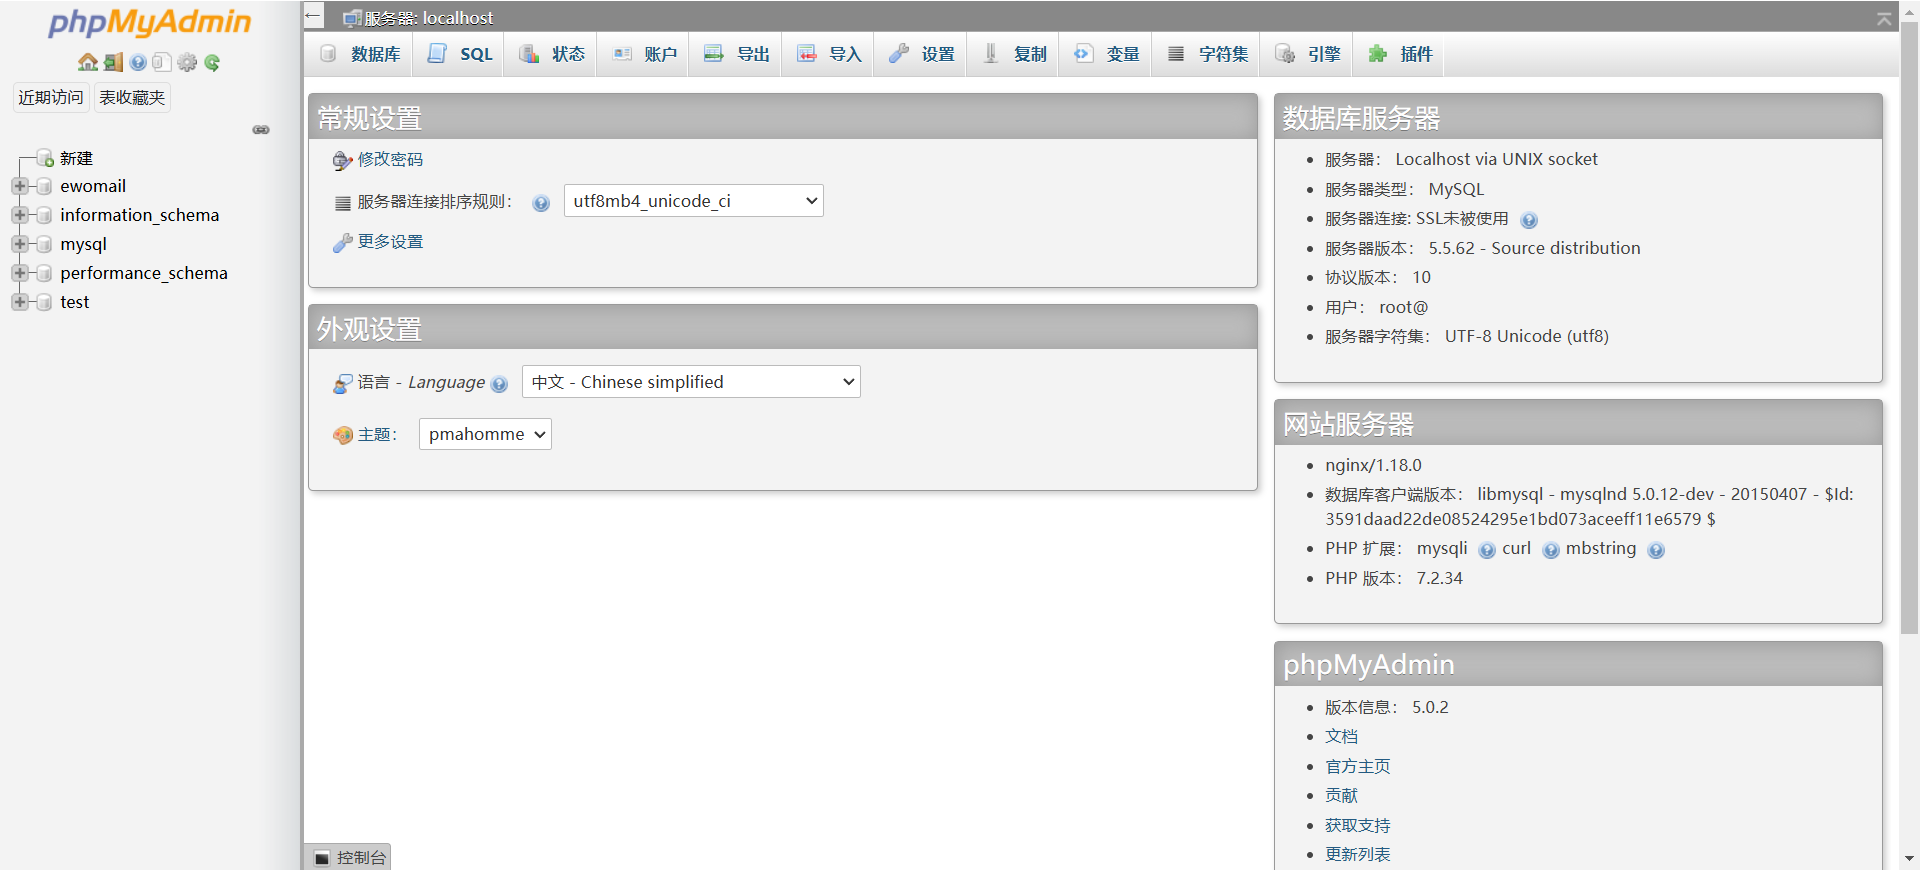 phpMyAdmin
近期访问 表收藏夹
新建
ewomail
information_schema
mysql
performance_schema
test
服务器: localhost
数据库 SQL 状态 账户 导出 导入 设置 复制 变量 字符集 引擎 插件
常规设置
修改密码
服务器连接排序规则： utf8mb4_unicode_ci
更多设置
外观设置
语言 - Language 中文 - Chinese simplified
主题： pmahomme
数据库服务器
服务器： Localhost via UNIX socket
服务器类型： MySQL
服务器连接: SSL未被使用
服务器版本： 5.5.62 - Source distribution
协议版本： 10
用户： root@
服务器字符集： UTF-8 Unicode (utf8)
网站服务器
nginx/1.18.0
数据库客户端版本： libmysql - mysqlnd 5.0.12-dev - 20150407 - $Id:
3591daad22de08524295e1bd073aceeff11e6579 $
PHP 扩展： mysqli curl mbstring
PHP 版本： 7.2.34
phpMyAdmin
版本信息： 5.0.2
文档
官方主页
贡献
获取支持
更新列表
控制台